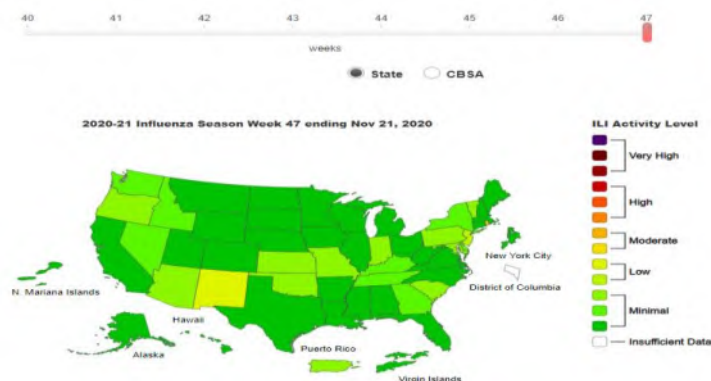 40 41 42 43 44 45 46 47
weeks
State CBSA
2020-21 Influenza Season Week 47 ending Nov 21, 2020
ILI Activity Level
Very High
High
Moderate
New York City
Low
District of Columbia
N. Mariana Islands
Hawaii
Minimal
Alaska
Puerto Rico
Insufficient Data
Virgin Islands